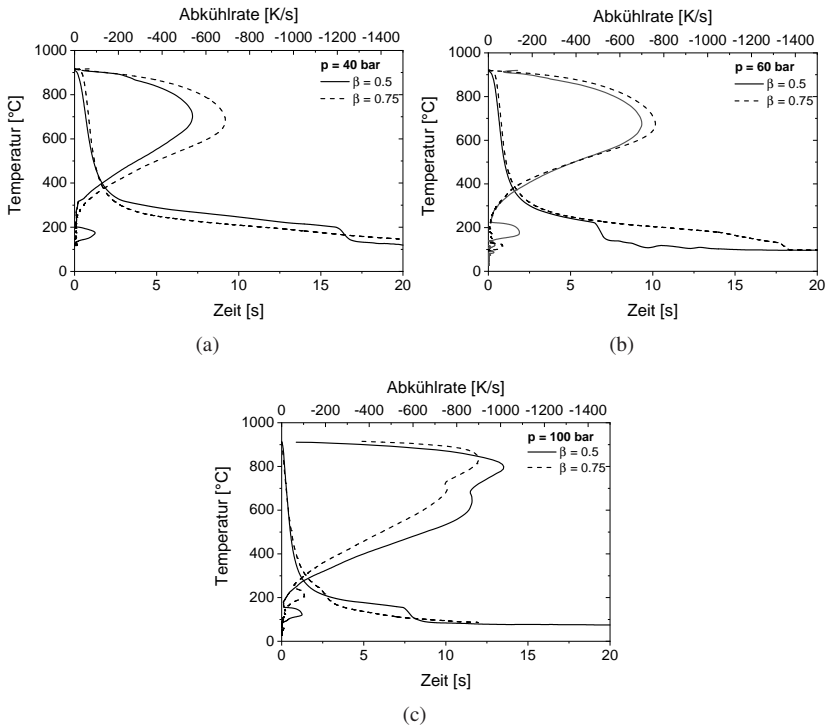 Abkühlrate [K/s]
0 -200 -400 -600 -800 -1000 -1200 -1400
1000
800
600
400
200
0
Temperatur [°C]
p = 40 bar
β = 0.5
β = 0.75
0 5 10 15 20
Zeit [s]
(a)
Abkühlrate [K/s]
0 -200 -400 -600 -800 -1000 -1200 -1400
1000
800
600
400
200
0
Temperatur [°C]
p = 60 bar
β = 0.5
β = 0.75
0 5 10 15 20
Zeit [s]
(b)
Abkühlrate [K/s]
0 -200 -400 -600 -800 -1000 -1200 -1400
1000
800
600
400
200
0
Temperatur [°C]
p = 100 bar
β = 0.5
β = 0.75
0 5 10 15 20
Zeit [s]
(c)